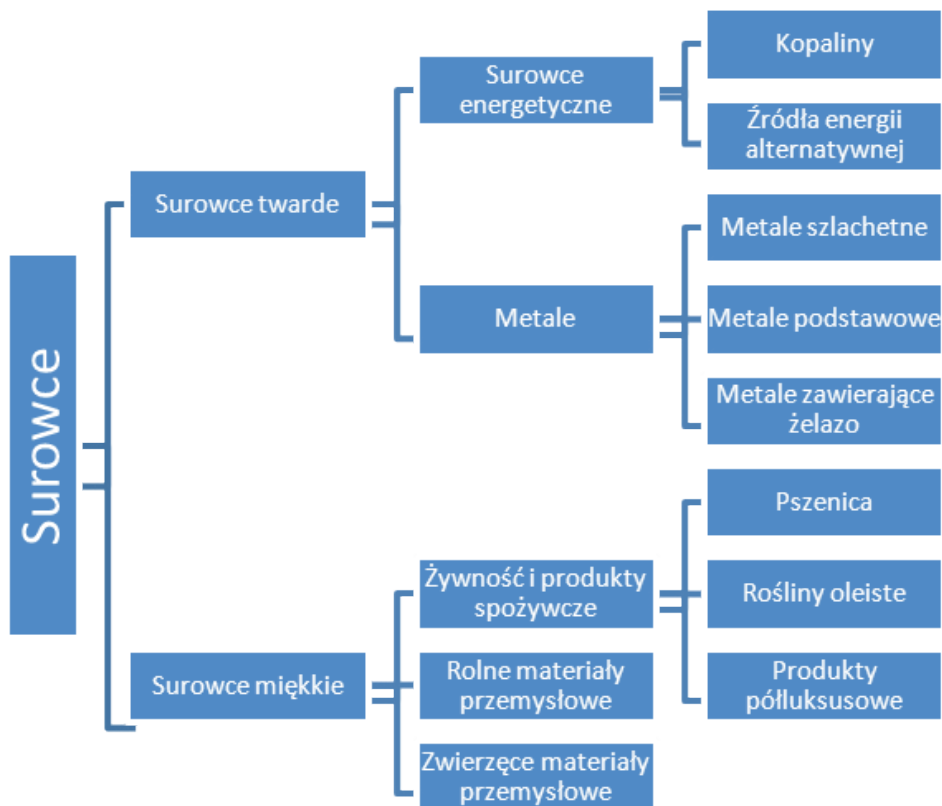 Surowce
Surowce twarde
Surowce
energetyczne
Kopaliny
Źródła energii
alternatywnej
Metale
Metale szlachetne
Metale podstawowe
Metale zawierające
żelazo
Surowce miękkie
Żywność i produkty
spożywcze
Pszenica
Rośliny oleiste
Produkty
półluksusowe
Rolne materiały
przemysłowe
Zwierzęce materiały
przemysłowe